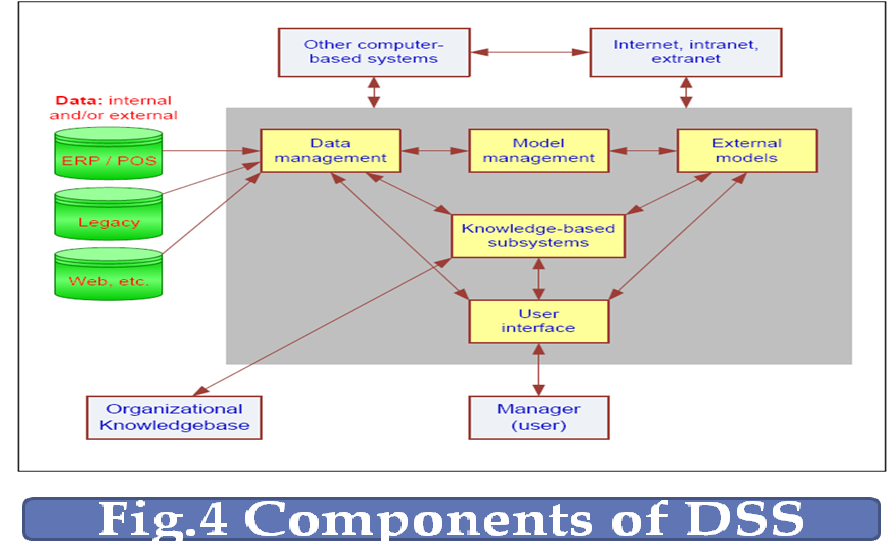 Other computer-
based systems
Internet, intranet,
extranet
Data: internal
and/or external
ERP / POS
Legacy
Web, etc.
Data
management
Model
management
External
models
Knowledge-based
subsystems
User
interface
Organizational
Knowledgebase
Manager
(user)
Fig.4 Components of DSS